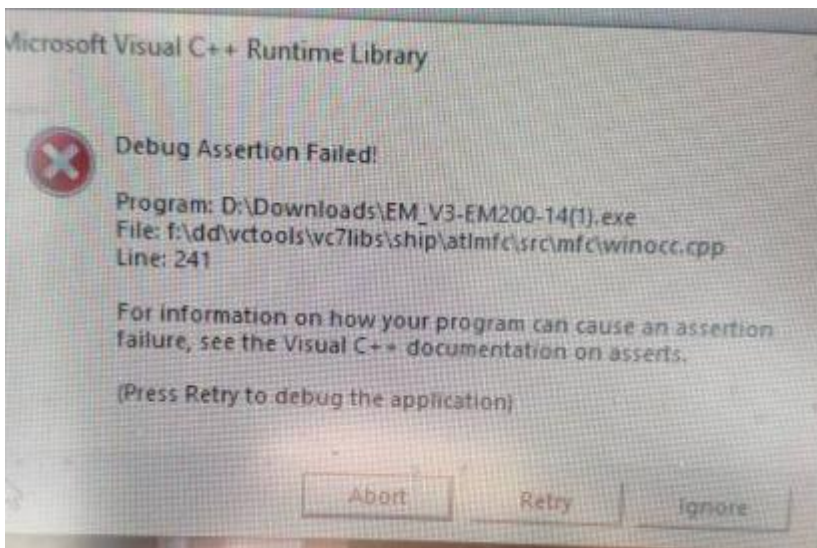 Microsoft Visual C++ Runtime Library
Debug Assertion Failed!
Program: D:\Downloads\EM_V3-EM200-14(1).exe
File: f:\dd\vctools\vc7libs\ship\atlmfc\src\mfc\winocc.cpp
Line: 241
For information on how your program can cause an assertion
failure, see the Visual C++ documentation on asserts.
(Press Retry to debug the application)
Abort
Retry
Ignore